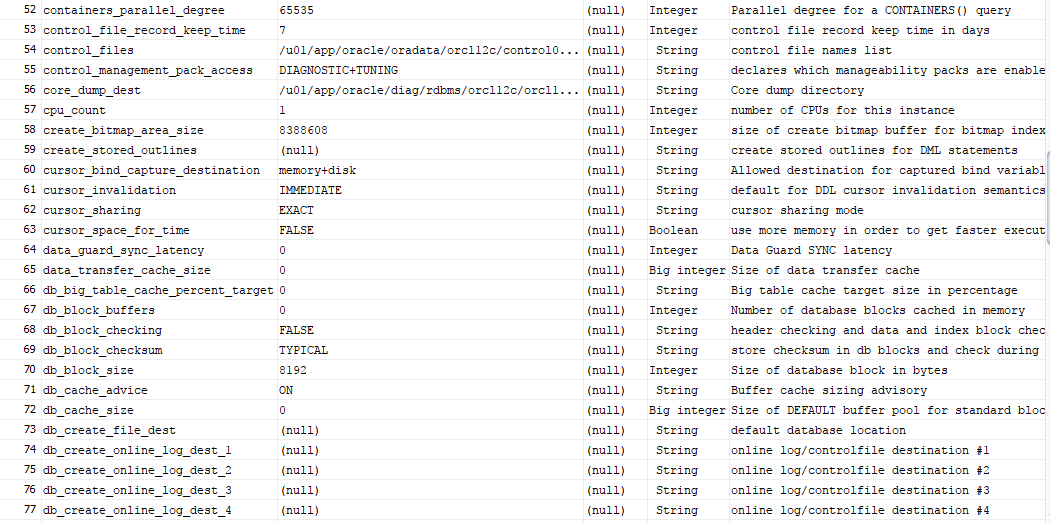 52 containers_parallel_degree 65535 (null) Integer Parallel degree for a CONTAINERS() query
53 control_file_record_keep_time 7 (null) Integer control file record keep time in days
54 control_files /u01/app/oracle/oradata/orcl12c/control0... (null) String control file names list
55 control_management_pack_access DIAGNOSTIC+TUNING (null) String declares which manageability packs are enable
56 core_dump_dest /u01/app/oracle/diag/rdbms/orcl12c/orcl1... (null) String Core dump directory
57 cpu_count 1 (null) Integer number of CPUs for this instance
58 create_bitmap_area_size 8388608 (null) Integer size of create bitmap buffer for bitmap index
59 create_stored_outlines (null) (null) String create stored outlines for DML statements
60 cursor_bind_capture_destination memory+disk (null) String Allowed destination for captured bind variabl
61 cursor_invalidation IMMEDIATE (null) String default for DDL cursor invalidation semantics
62 cursor_sharing EXACT (null) String cursor sharing mode
63 cursor_space_for_time FALSE (null) Boolean use more memory in order to get faster execut
64 data_guard_sync_latency 0 (null) Integer Data Guard SYNC latency
65 data_transfer_cache_size 0 (null) Big integer Size of data transfer cache
66 db_big_table_cache_percent_target 0 (null) String Big table cache target size in percentage
67 db_block_buffers 0 (null) Integer Number of database blocks cached in memory
68 db_block_checking FALSE (null) String header checking and data and index block chec
69 db_block_checksum TYPICAL (null) String store checksum in db blocks and check during
70 db_block_size 8192 (null) Integer Size of database block in bytes
71 db_cache_advice ON (null) String Buffer cache sizing advisory
72 db_cache_size 0 (null) Big integer Size of DEFAULT buffer pool for standard bloc
73 db_create_file_dest (null) (null) String default database location
74 db_create_online_log_dest_1 (null) (null) String online log/controlfile destination #1
75 db_create_online_log_dest_2 (null) (null) String online log/controlfile destination #2
76 db_create_online_log_dest_3 (null) (null) String online log/controlfile destination #3
77 db_create_online_log_dest_4 (null) (null) String online log/controlfile destination #4